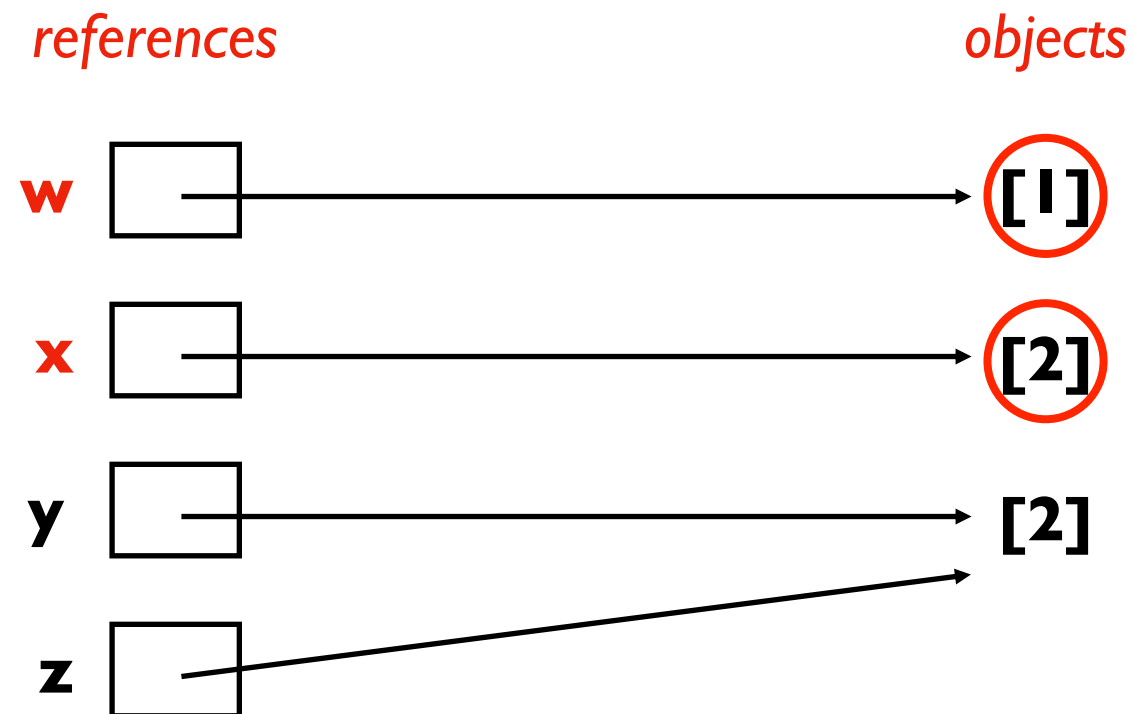 references objects
w [1]
x [2]
y [2]
z